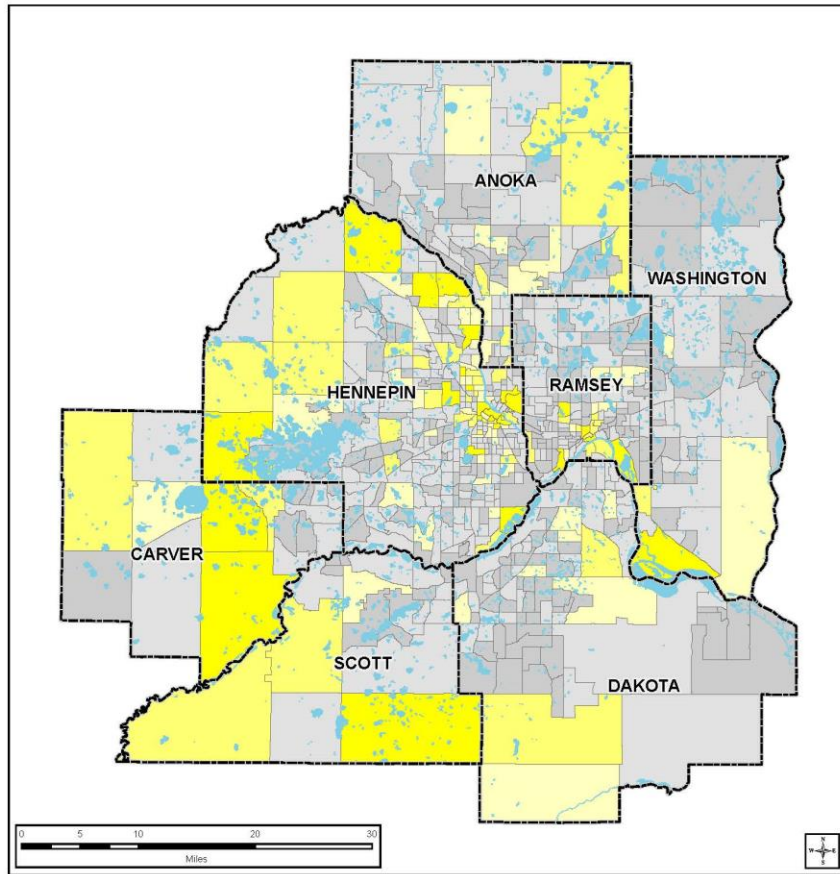 ANOKA
WASHINGTON
HENNEPIN
RAMSEY
CARVER
SCOTT
DAKOTA
0 5 10 20 30
Miles
N
W E
S